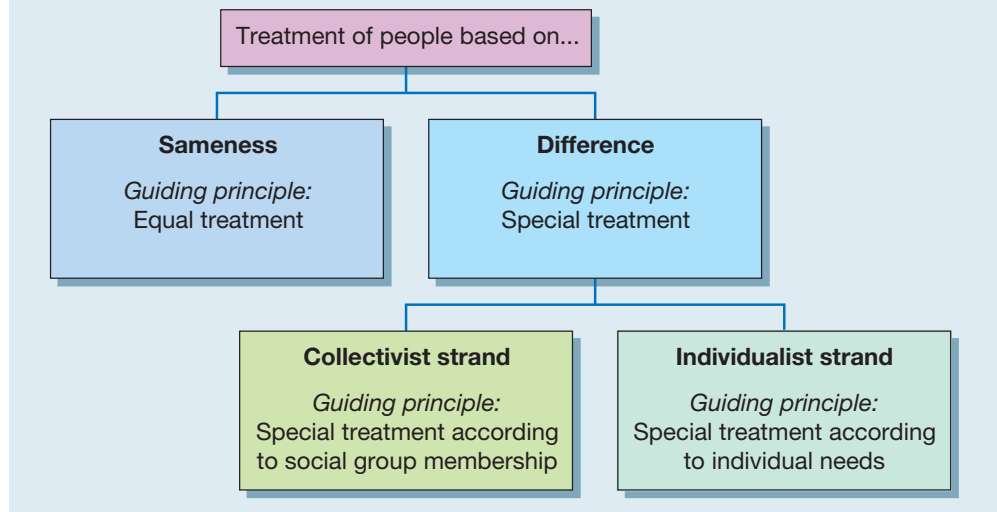 Treatment of people based on...
Sameness
Guiding principle:
Equal treatment
Difference
Guiding principle:
Special treatment
Collectivist strand
Guiding principle:
Special treatment according
to social group membership
Individualist strand
Guiding principle:
Special treatment according
to individual needs